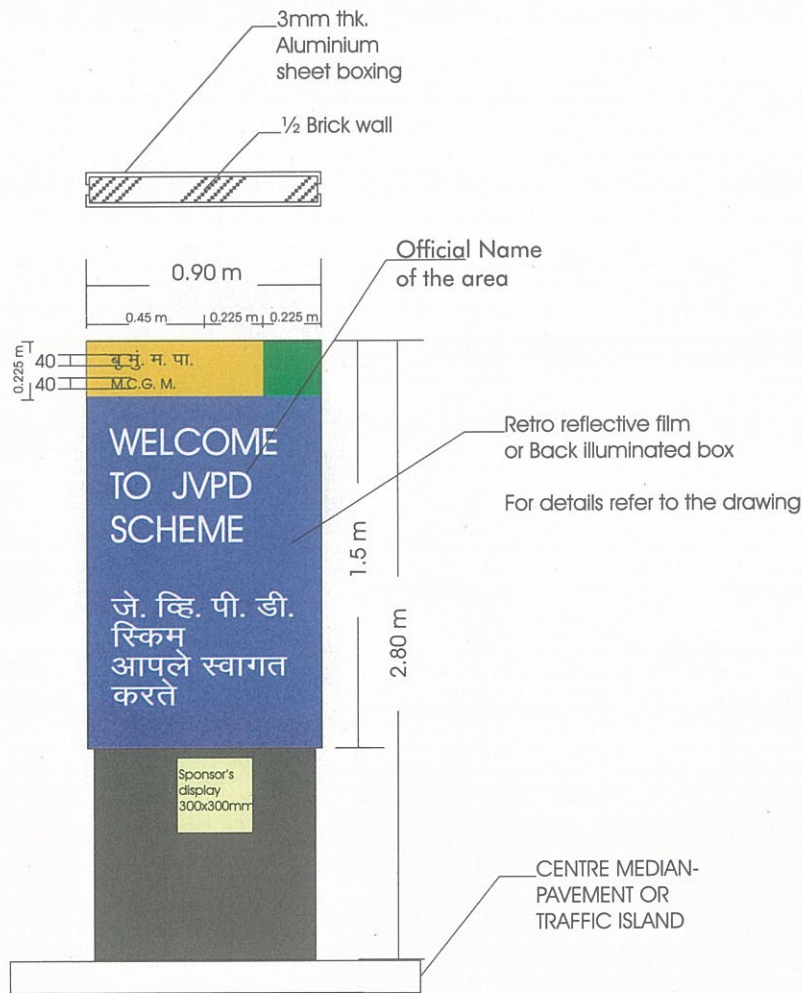 3mm thk.
Aluminium
sheet boxing
½ Brick wall
Official Name
of the area
0.90 m
0.45 m
0.225 m
0.225 m
0.225 m
40
40
बृ मुं. म. पा.
M.C.G. M.
WELCOME
TO JVPD
SCHEME
जे. व्हि. पी. डी.
स्किम
आपले स्वागत
करते
Retro reflective film
or Back illuminated box
For details refer to the drawing
1.5 m
2.80 m
Sponsor's
display
300x300mm
CENTRE MEDIAN-
PAVEMENT OR
TRAFFIC ISLAND